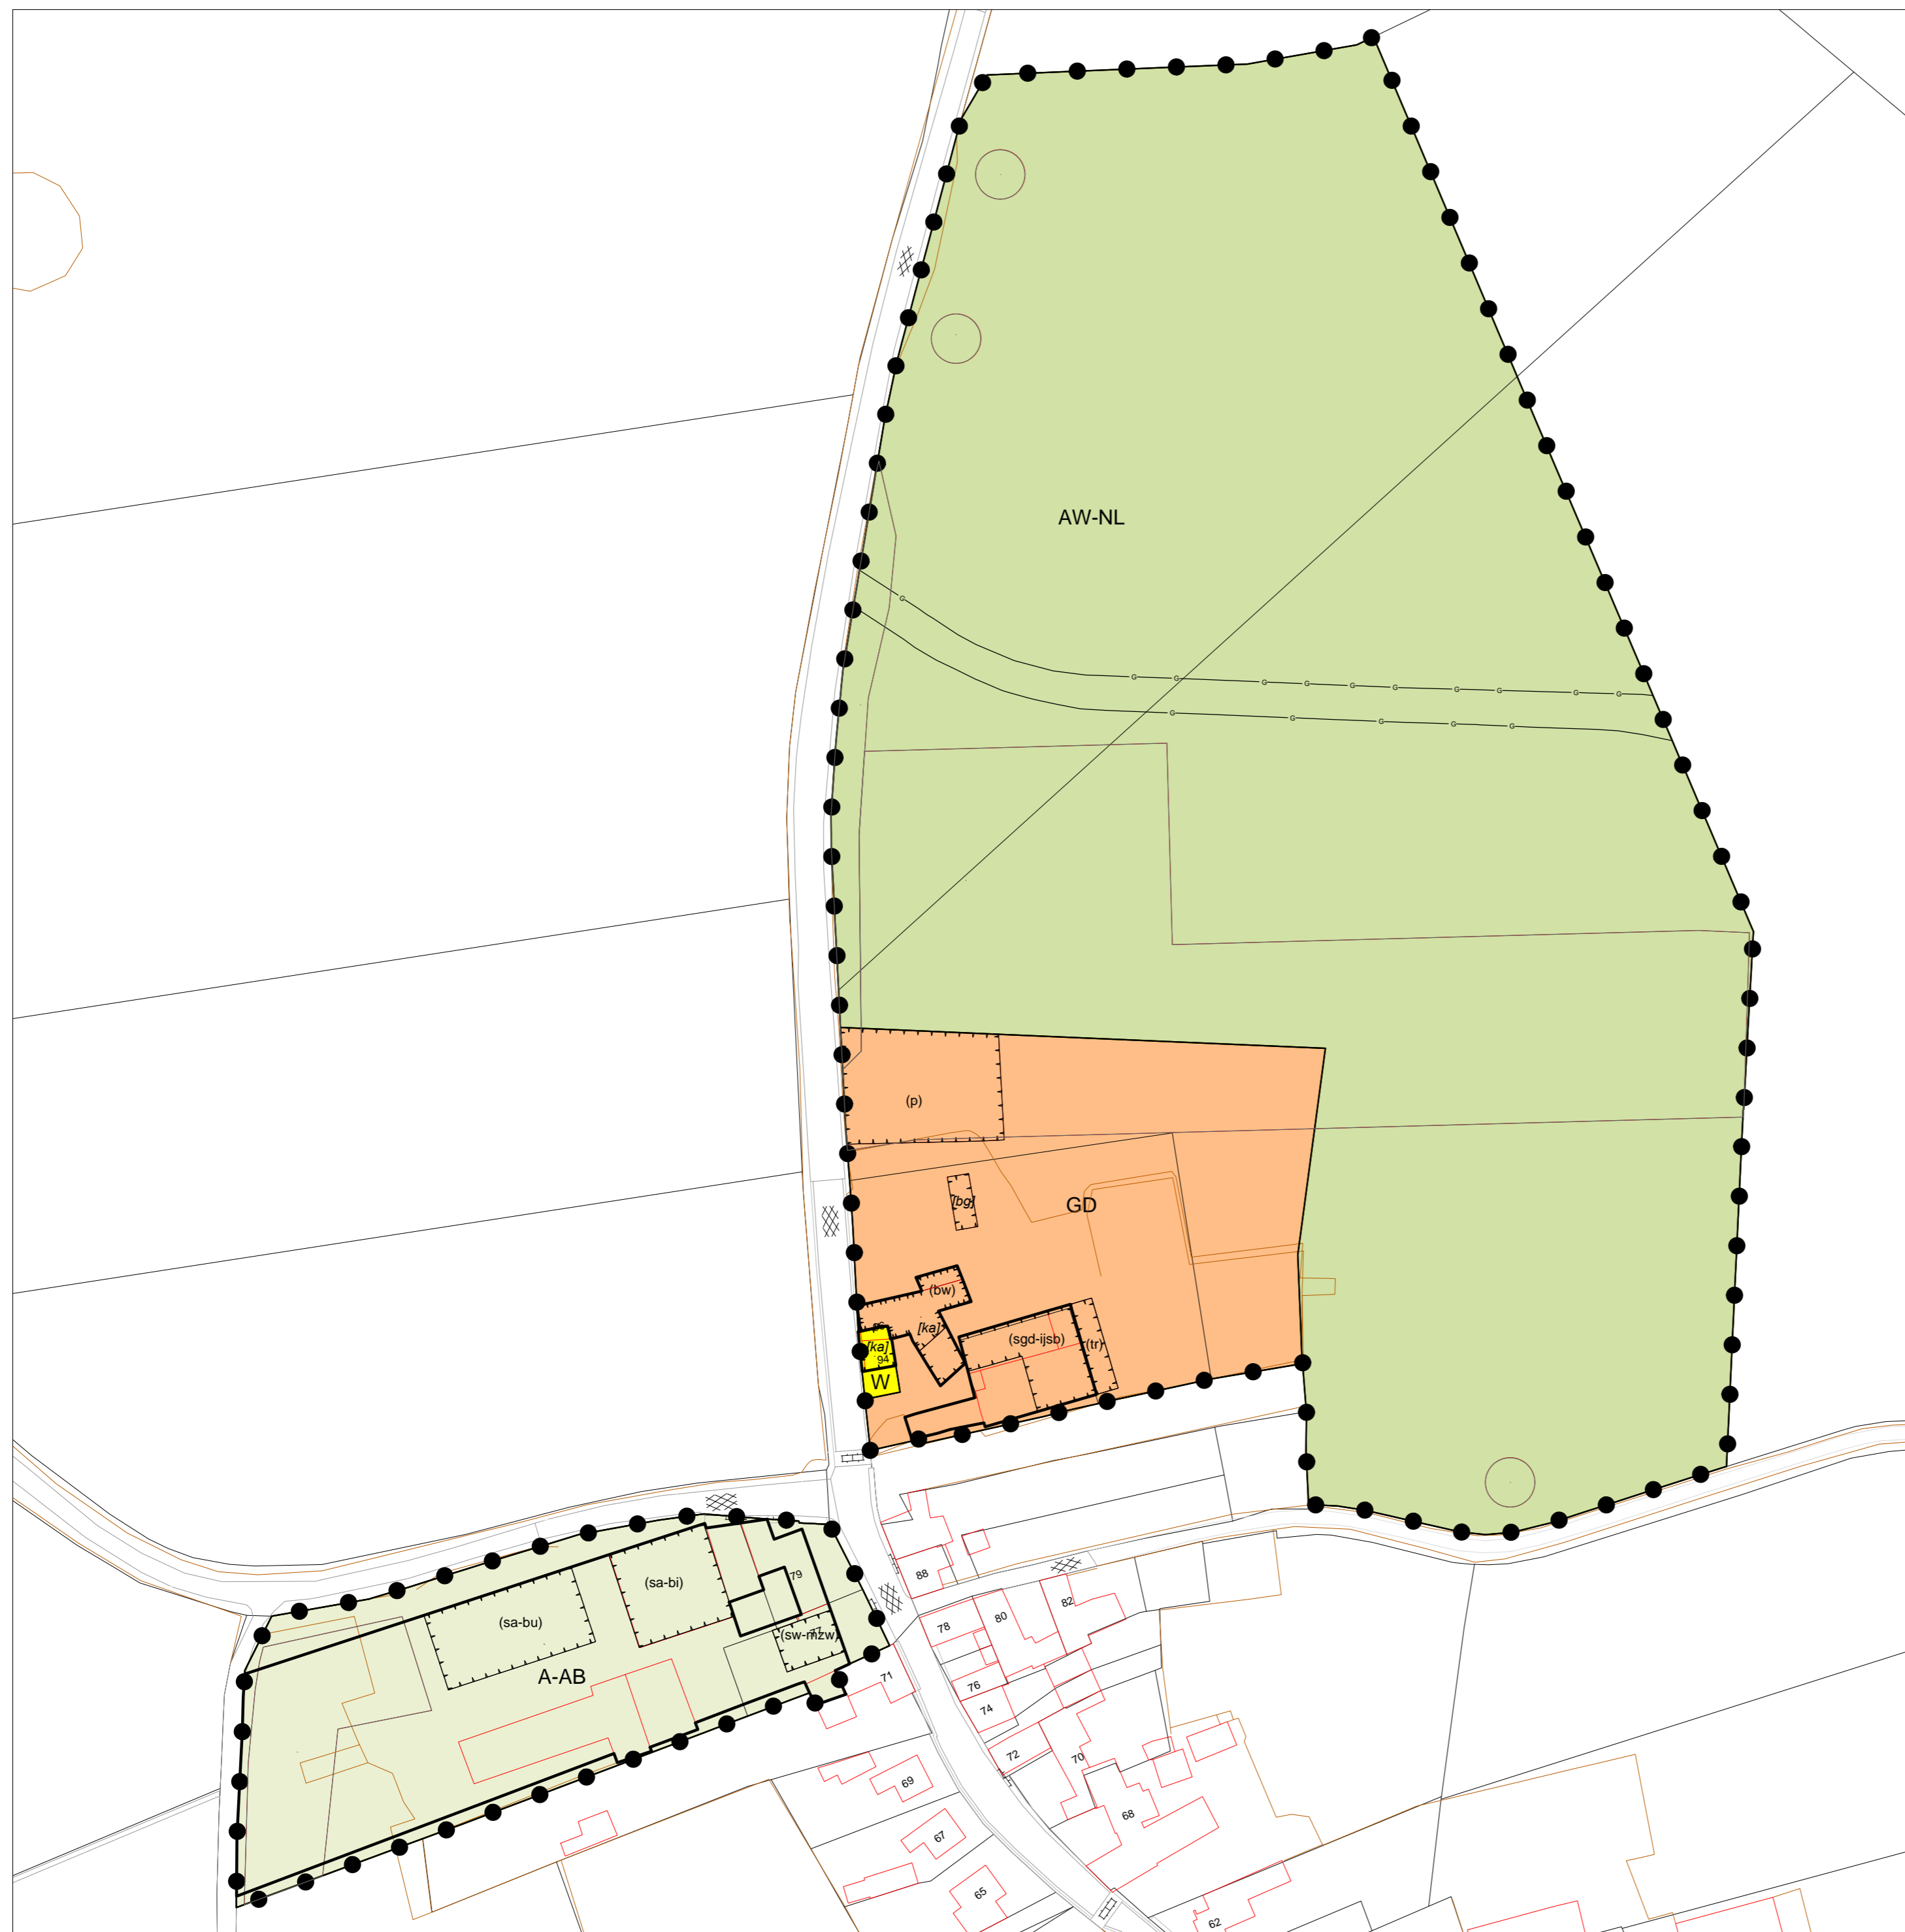 AW-NL
G
G G G G G G G G G G
G G G G G
(p)
[bg]
GD
(bw)
[ka]
(sgd-ijsb)
(tr)
[ka]
94
W
88
(sa-bi)
79
(sa-bu)
(sw-mzw)
77
A-AB
71
78
80
82
76
74
72
70
69
68
67
65
62